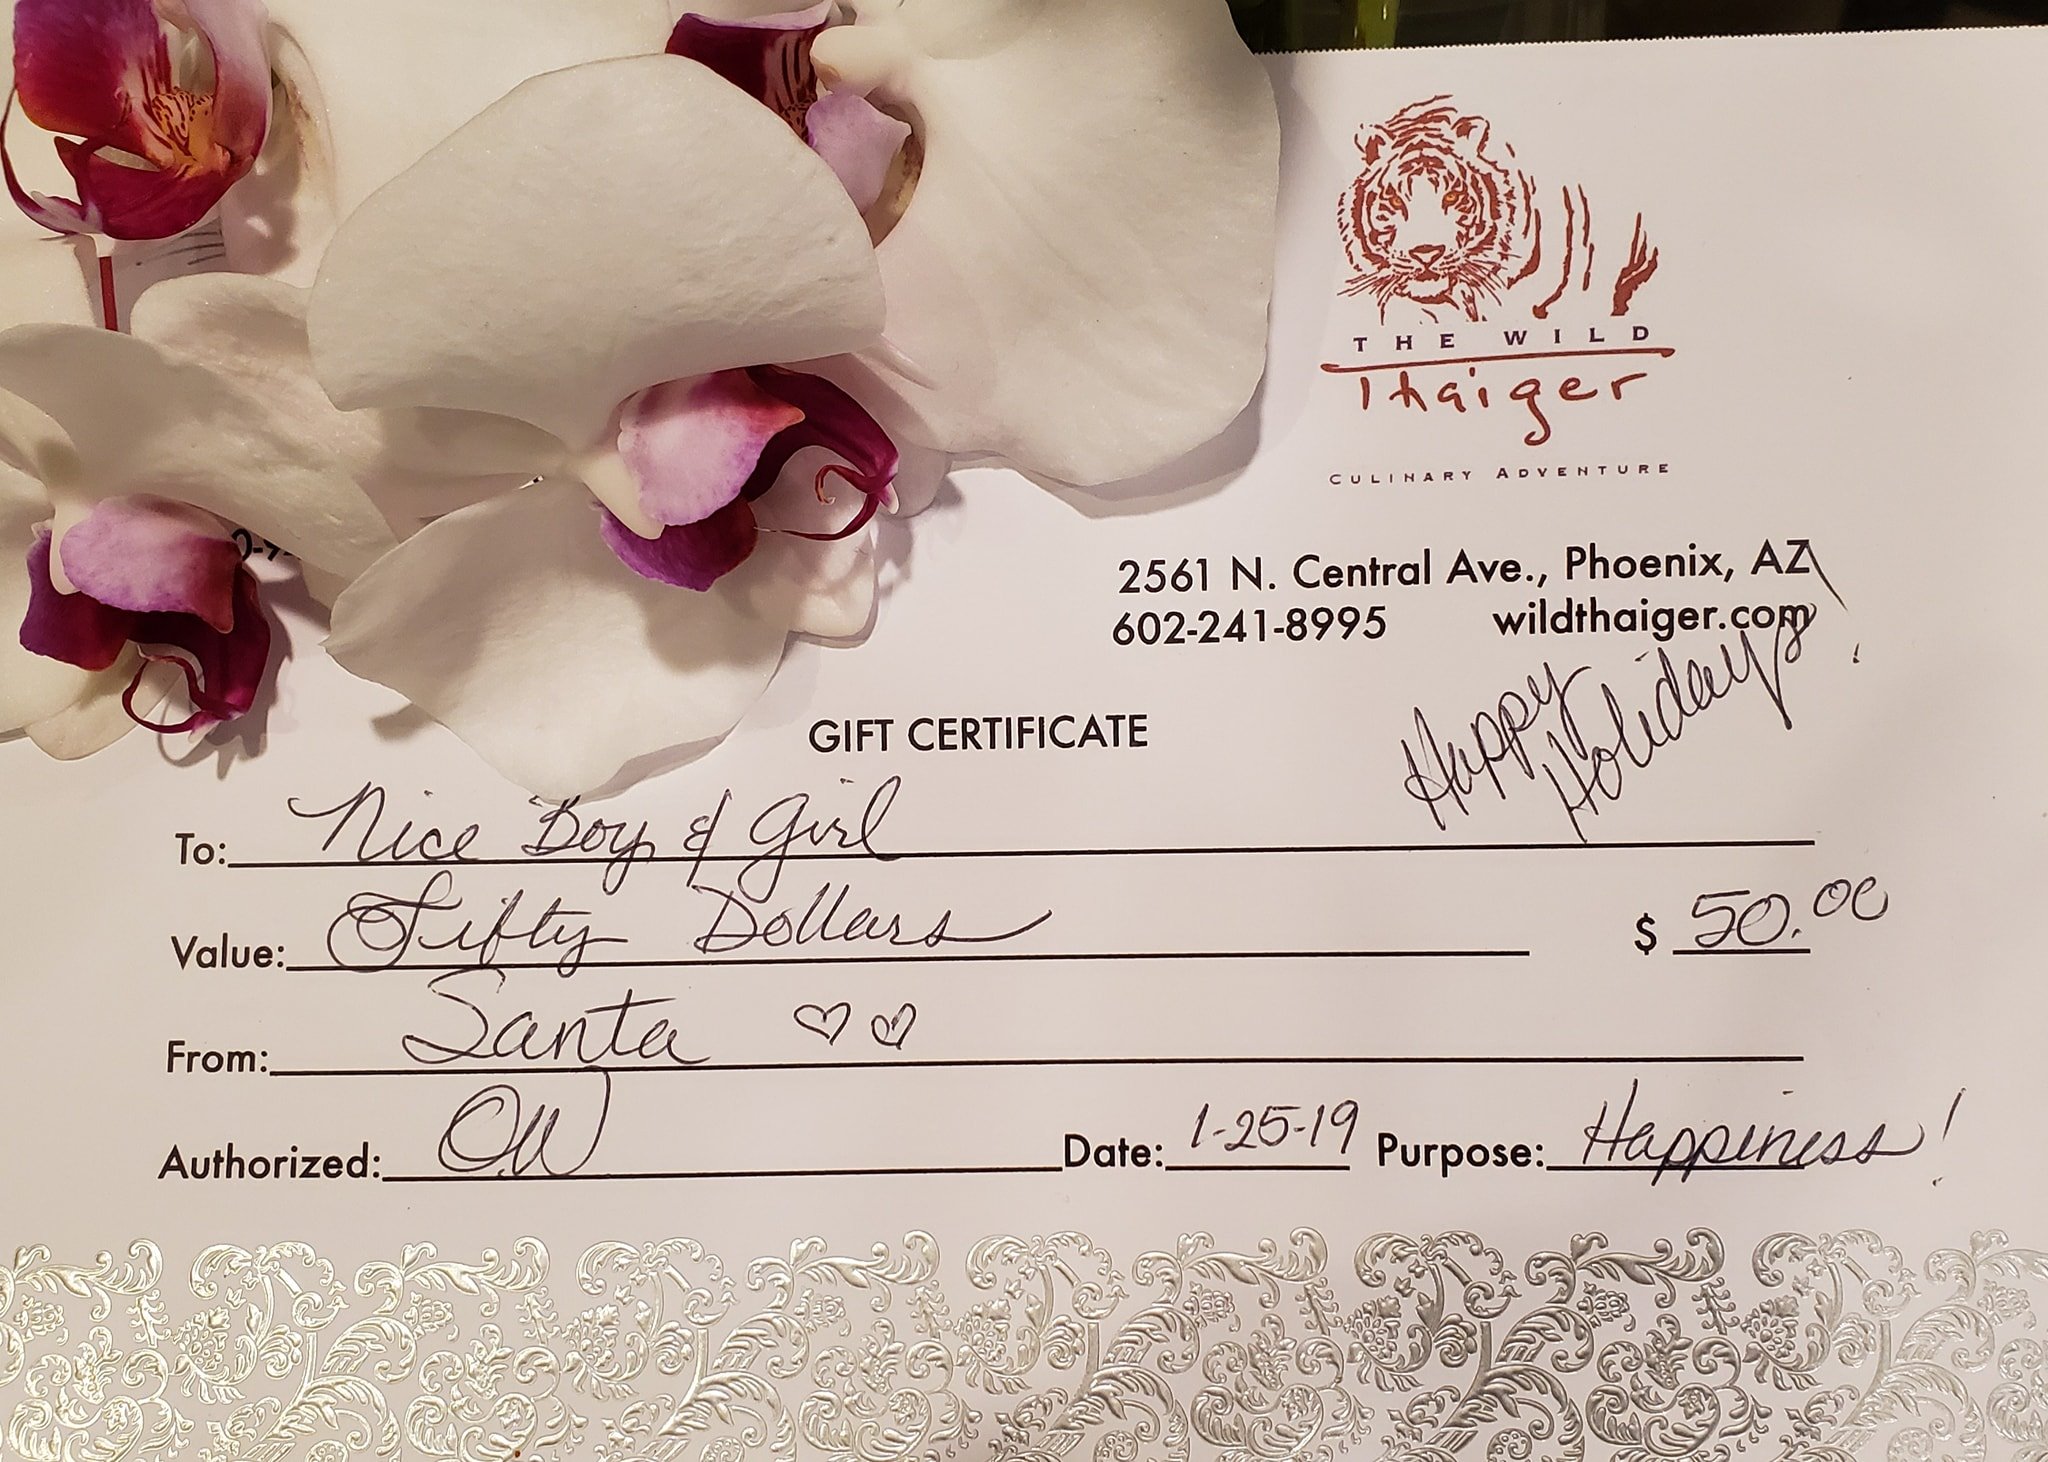 THE WILD
Thaiger
CULINARY ADVENTURE
2561 N. Central Ave., Phoenix, AZ
602-241-8995 wildthaiger.com
Happy
Holidays!
GIFT CERTIFICATE
To: Nice Boy & Girl
Value: Fifty Dollars $ 50.00
From: Santa ♡ ♡
Authorized: O.W Date: 1-25-19 Purpose: Happiness!